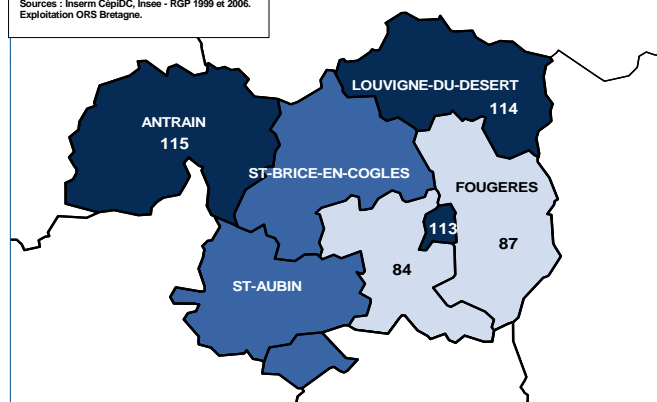 Sources : Inserm CépiDC, Insee - RGP 1999 et 2006.
Exploitation ORS Bretagne.
LOUVIGNE-DU-DESERT
114
ANTRAIN
115
ST-BRICE-EN-COGLES
FOUGERES
113
87
84
ST-AUBIN